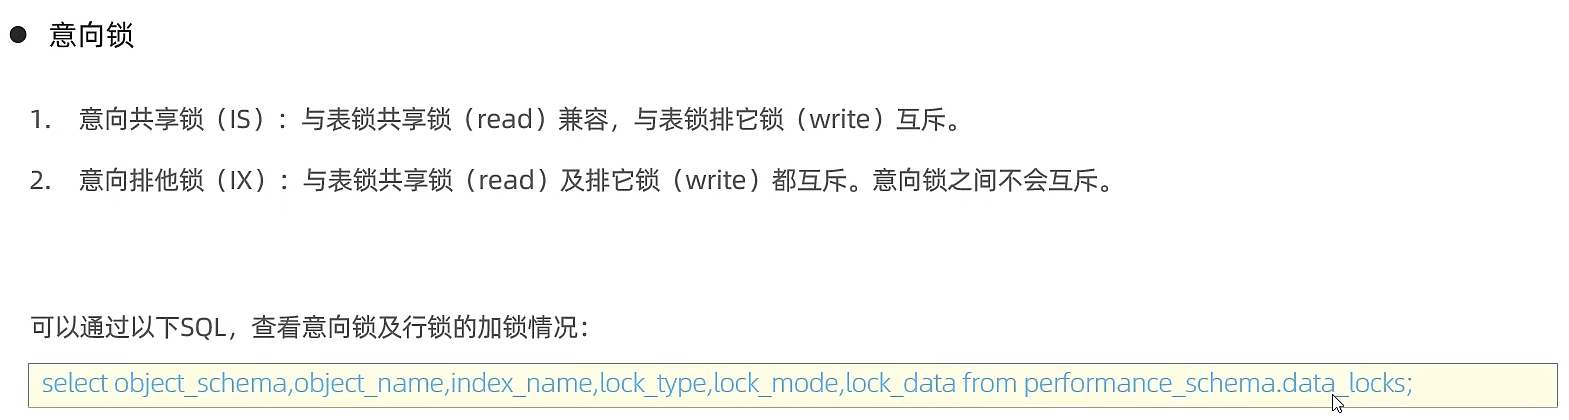 ● 意向锁
1. 意向共享锁（IS）：与表锁共享锁（read）兼容，与表锁排它锁（write）互斥。
2. 意向排他锁（IX）：与表锁共享锁（read）及排它锁（write）都互斥。意向锁之间不会互斥。
可以通过以下SQL，查看意向锁及行锁的加锁情况：
select object_schema,object_name,index_name,lock_type,lock_mode,lock_data from performance_schema.data_locks;